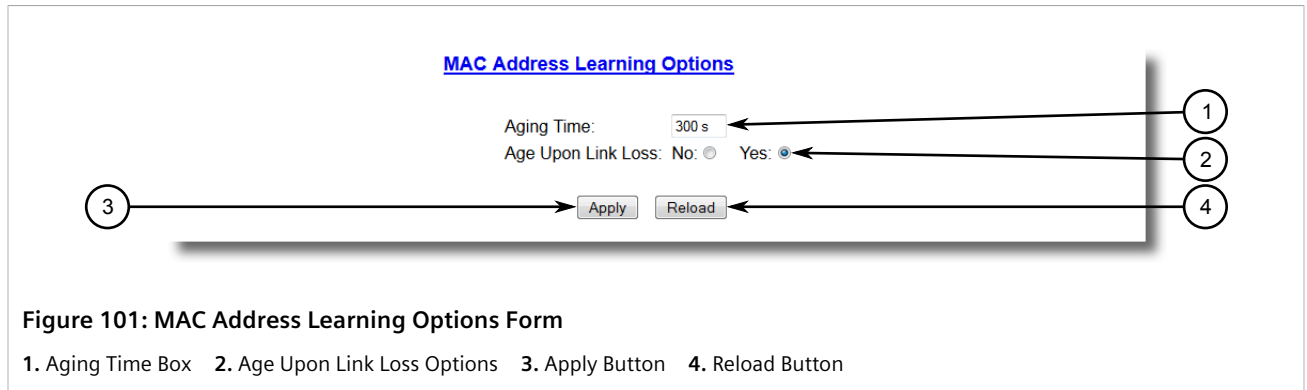 MAC Address Learning Options
Aging Time: 300 s
1
Age Upon Link Loss: No: Yes:
2
3
Apply Reload
4
Figure 101: MAC Address Learning Options Form
1. Aging Time Box 2. Age Upon Link Loss Options 3. Apply Button 4. Reload Button